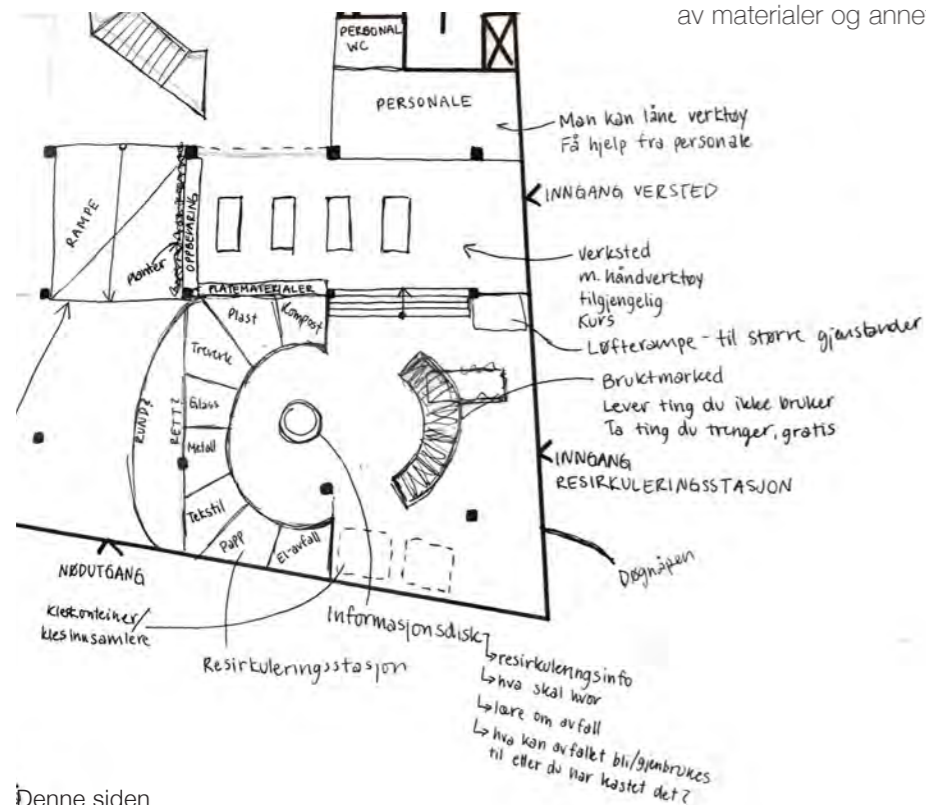 av materialer og anne
PERSONAL
WC
PERSONALE
Man kan låne verktøy
Få hjelp fra personale
INNGANG VERSTED
RAMPE
planter
OPPBEVARING
verksted
m. håndverktøy
tilgjengelig
Kurs
PLATEMATERIALER
Plast
Kompost
Treverk
Glass
Metall
Tekstil
Papp
El-avfall
RUND?
RETT?
Løfterampe - til større gjenstander
Bruktmarked
Lever ting du ikke bruker
Ta ting du trenger, gratis
INNGANG
RESIRKULERINGSSTASJON
Døgnåpen
NØDUTGANG
kleskonteiner/
klesinnsamlere
Resirkuleringsstasjon
Informasjonsdisk
resirkuleringsinfo
hva skal hvor
lære om avfall
hva kan avfallet bli/gjenbrukes
til etter du har kastet det?
Denne siden